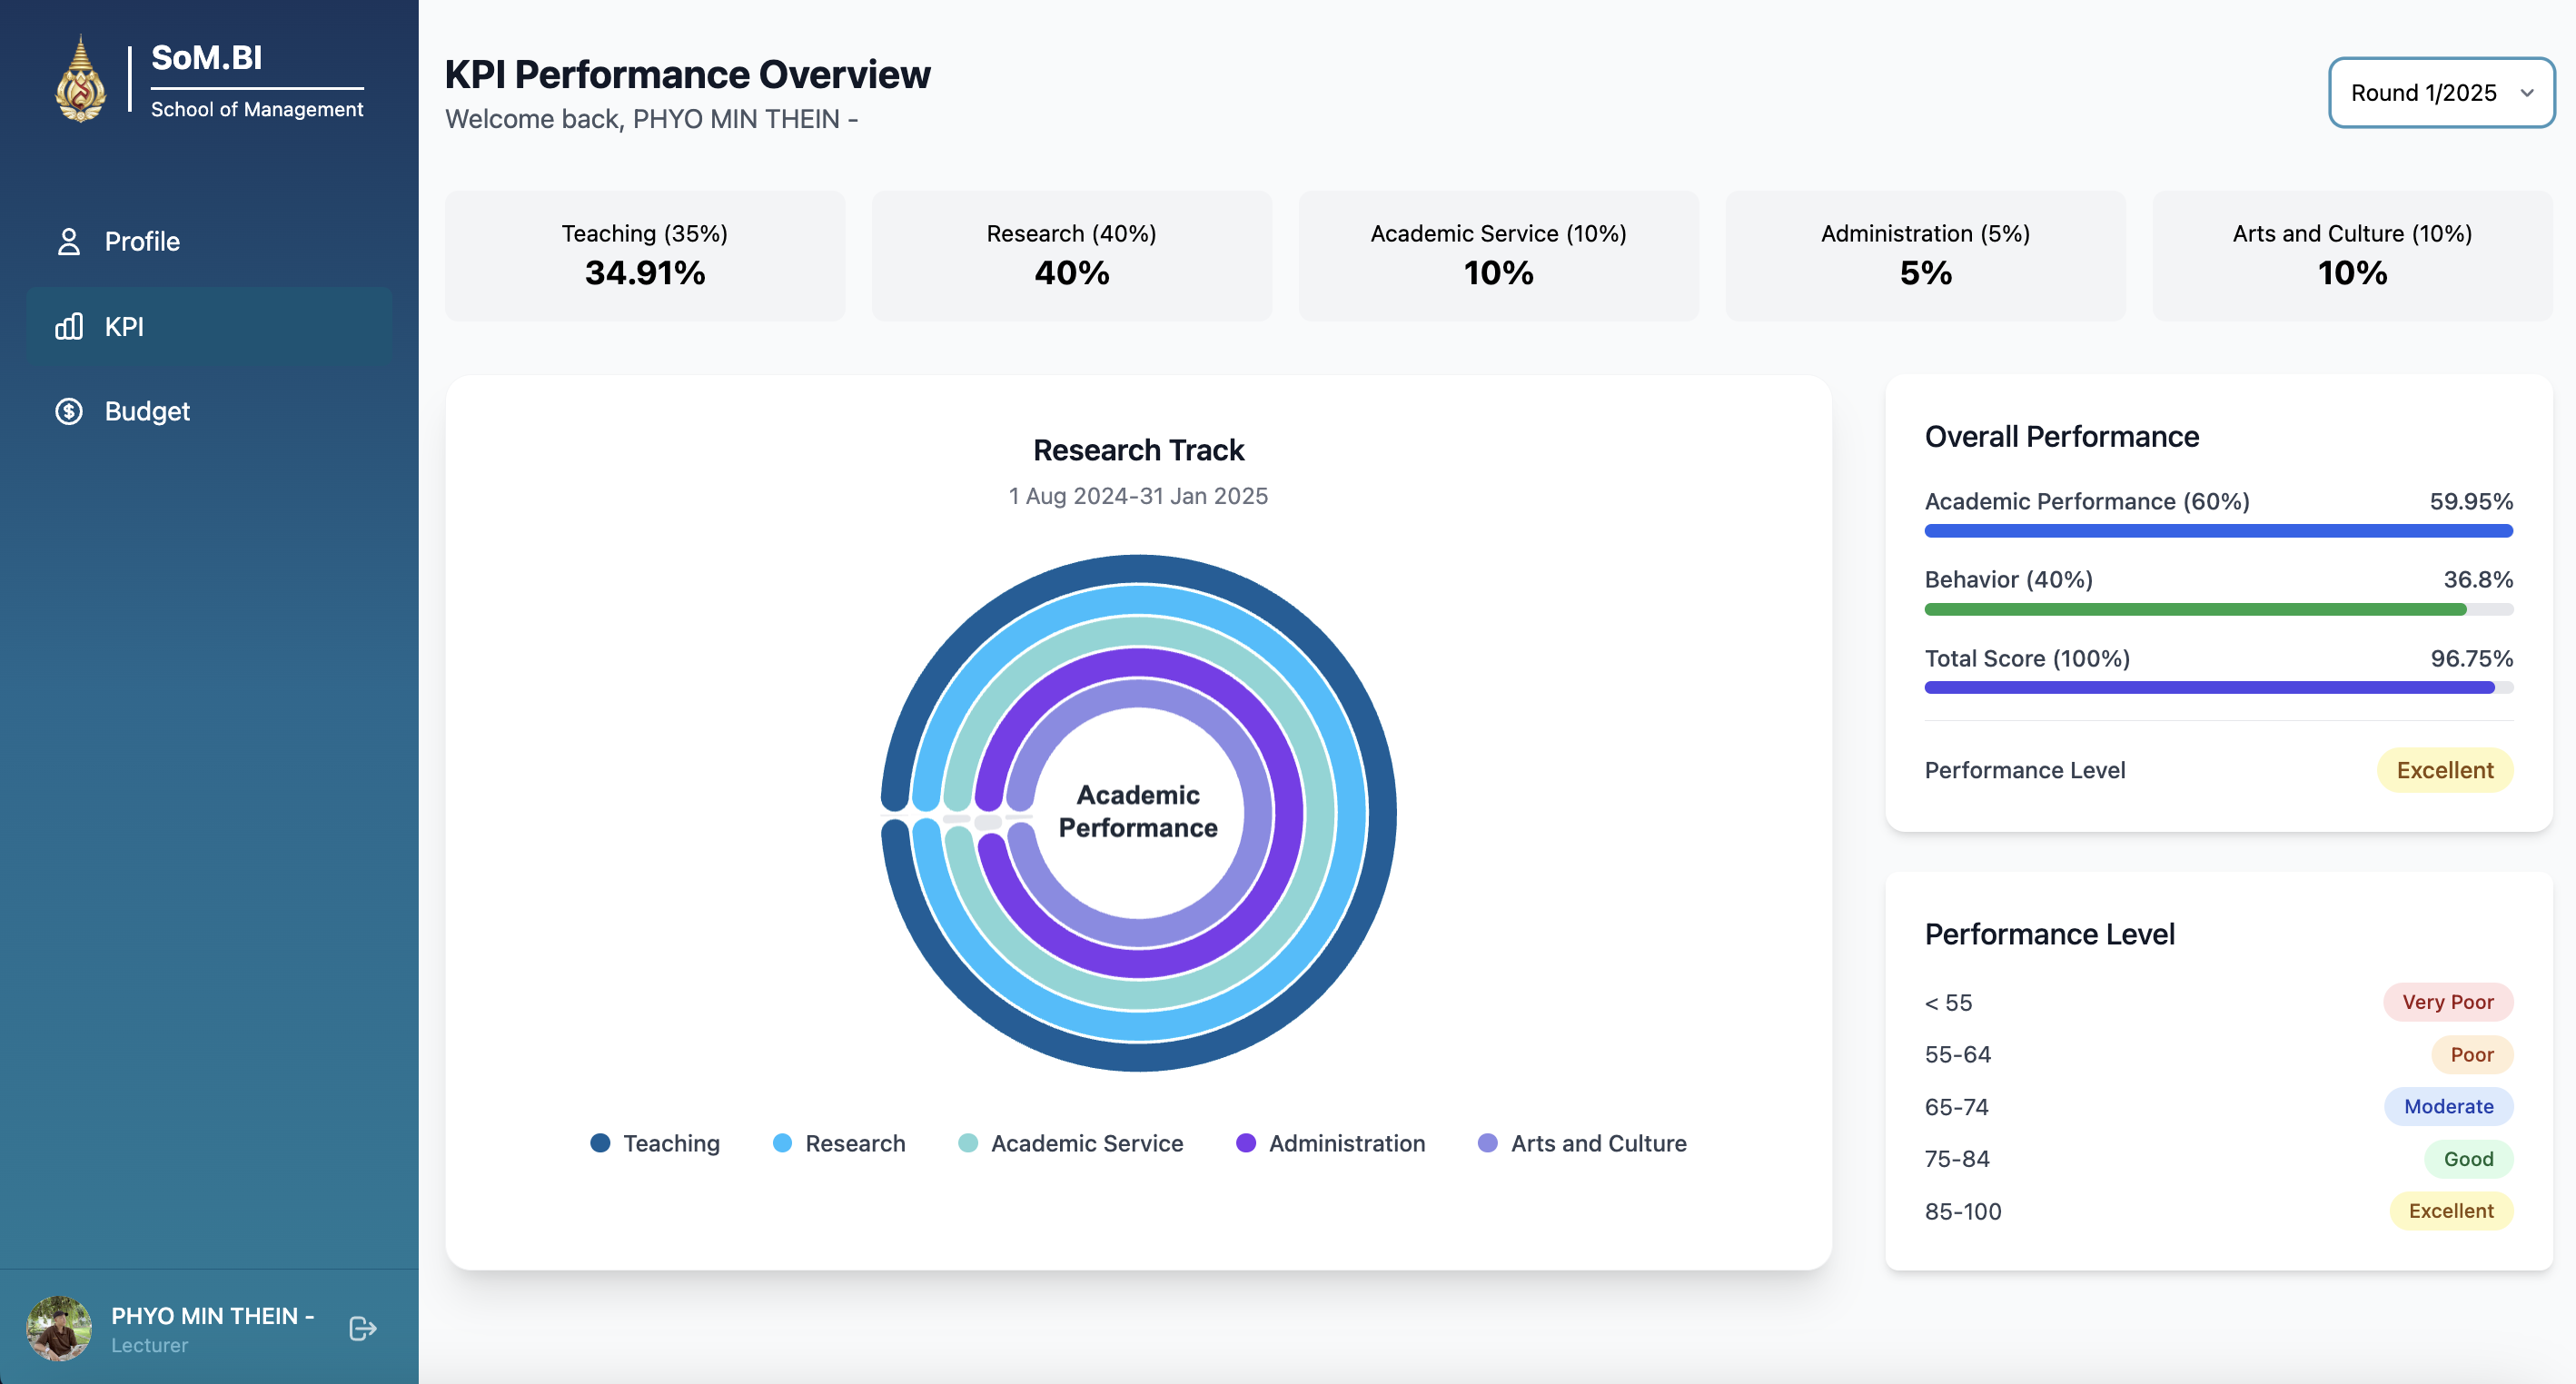 SoM.BI
School of Management
Profile
KPI
Budget
PHYO MIN THEIN -
Lecturer
KPI Performance Overview
Welcome back, PHYO MIN THEIN -
Round 1/2025
Teaching (35%)
34.91%
Research (40%)
40%
Academic Service (10%)
10%
Administration (5%)
5%
Arts and Culture (10%)
10%
Research Track
1 Aug 2024-31 Jan 2025
Academic
Performance
Teaching
Research
Academic Service
Administration
Arts and Culture
Overall Performance
Academic Performance (60%) 59.95%
Behavior (40%) 36.8%
Total Score (100%) 96.75%
Performance Level Excellent
Performance Level
< 55 Very Poor
55-64 Poor
65-74 Moderate
75-84 Good
85-100 Excellent